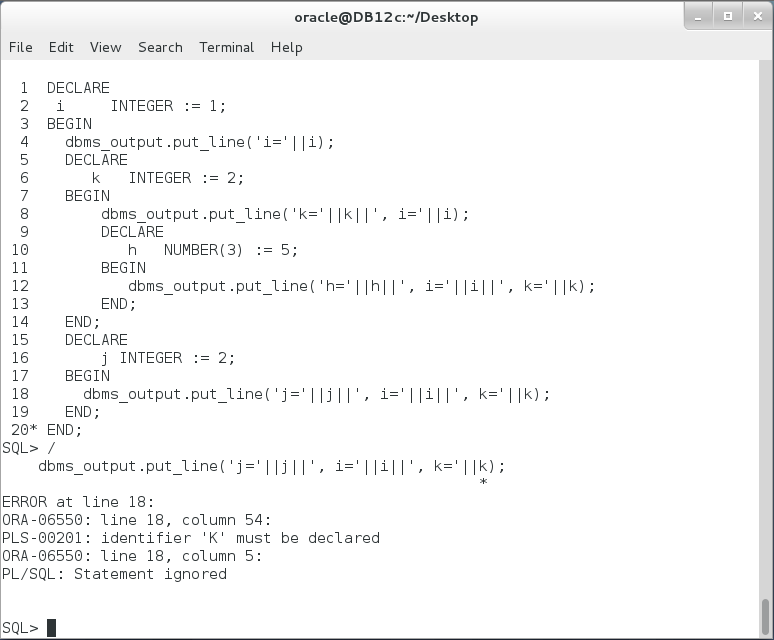 oracle@DB12c:~/Desktop
File Edit View Search Terminal Help
1 DECLARE
2 i INTEGER := 1;
3 BEGIN
4 dbms_output.put_line('i='||i);
5 DECLARE
6 k INTEGER := 2;
7 BEGIN
8 dbms_output.put_line('k='||k||', i='||i);
9 DECLARE
10 h NUMBER(3) := 5;
11 BEGIN
12 dbms_output.put_line('h='||h||', i='||i||', k='||k);
13 END;
14 END;
15 DECLARE
16 j INTEGER := 2;
17 BEGIN
18 dbms_output.put_line('j='||j||', i='||i||', k='||k);
19 END;
20* END;
SQL> /
dbms_output.put_line('j='||j||', i='||i||', k='||k);
*
ERROR at line 18:
ORA-06550: line 18, column 54:
PLS-00201: identifier 'K' must be declared
ORA-06550: line 18, column 5:
PL/SQL: Statement ignored
SQL>